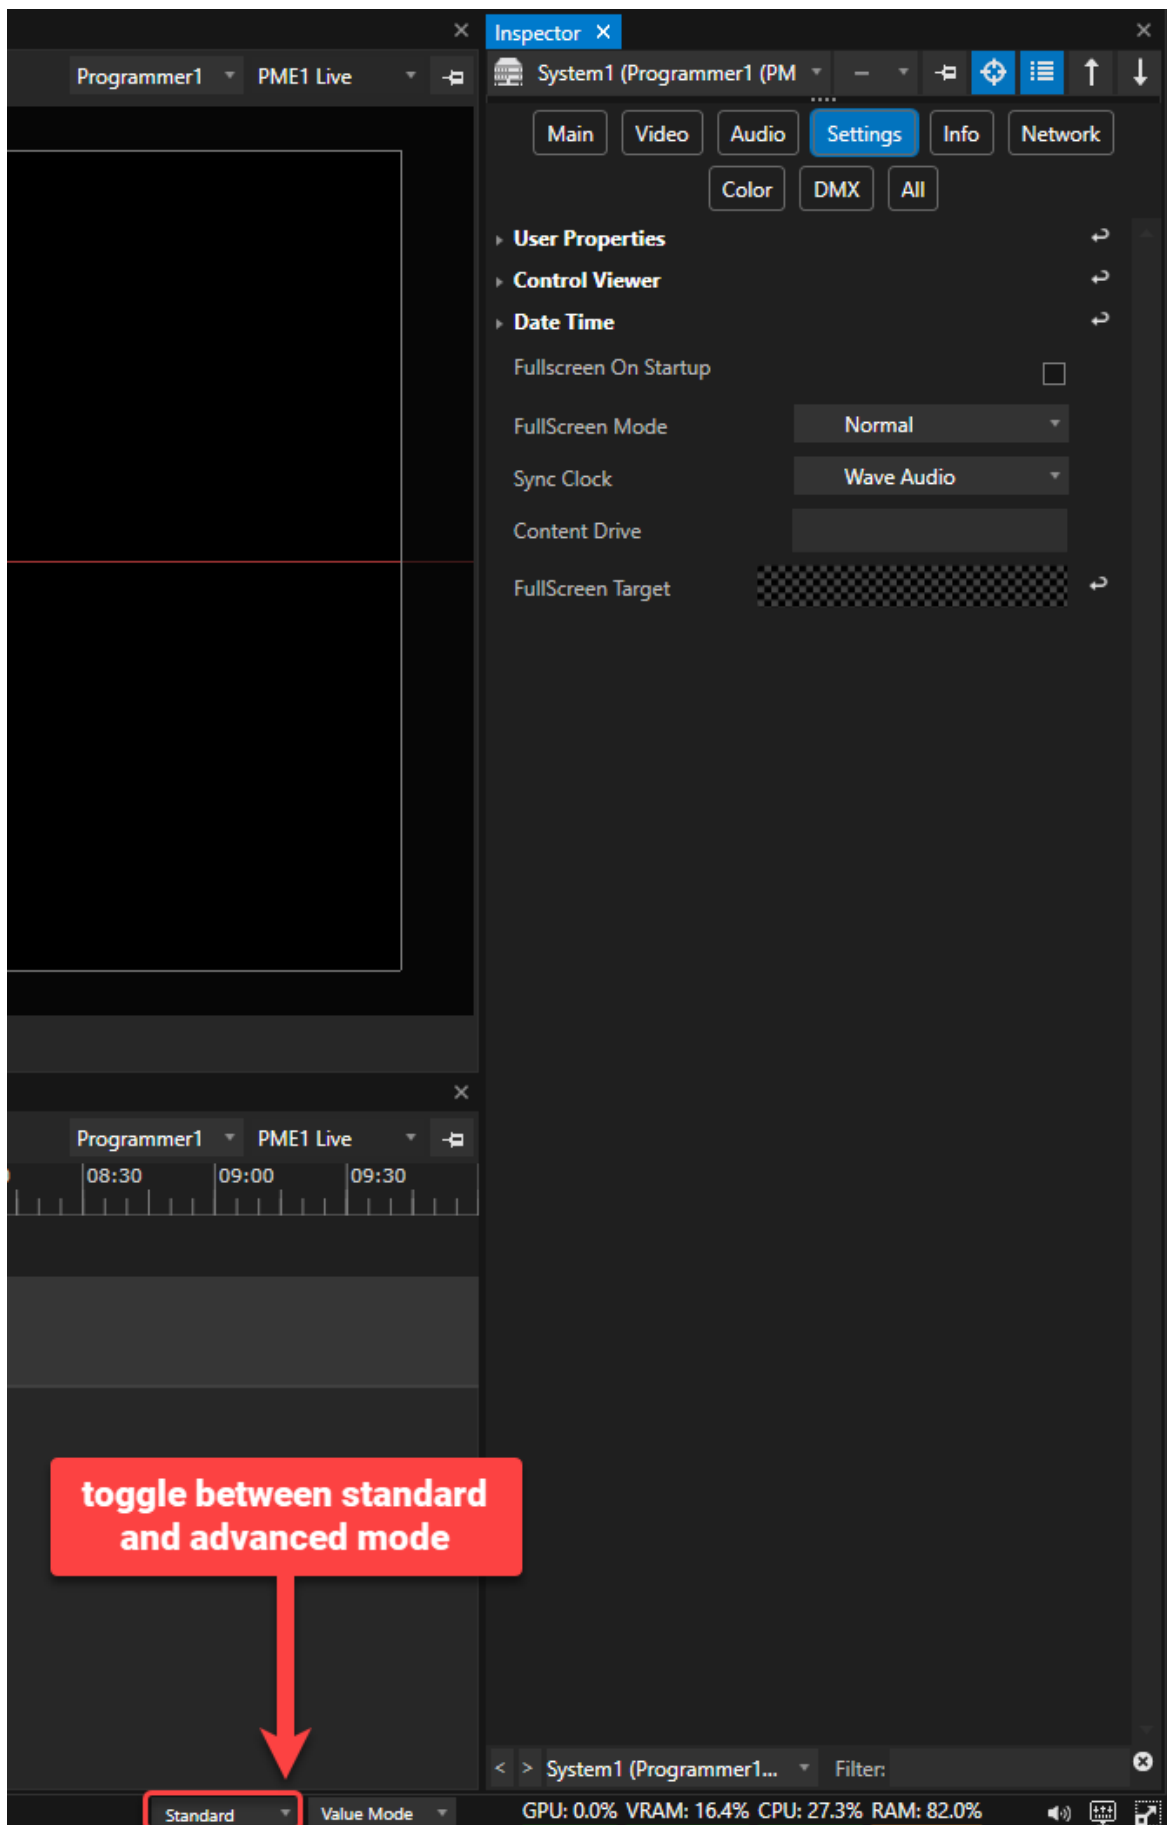 Inspector
Programmer1 PME1 Live
System1 (Programmer1 (PM
Main Video Audio Settings Info Network
Color DMX All
User Properties
Control Viewer
Date Time
Fullscreen On Startup
FullScreen Mode Normal
Sync Clock Wave Audio
Content Drive
FullScreen Target
Programmer1 PME1 Live
08:30 09:00 09:30
toggle between standard
and advanced mode
< > System1 (Programmer1... Filter:
Standard Value Mode GPU: 0.0% VRAM: 16.4% CPU: 27.3% RAM: 82.0%